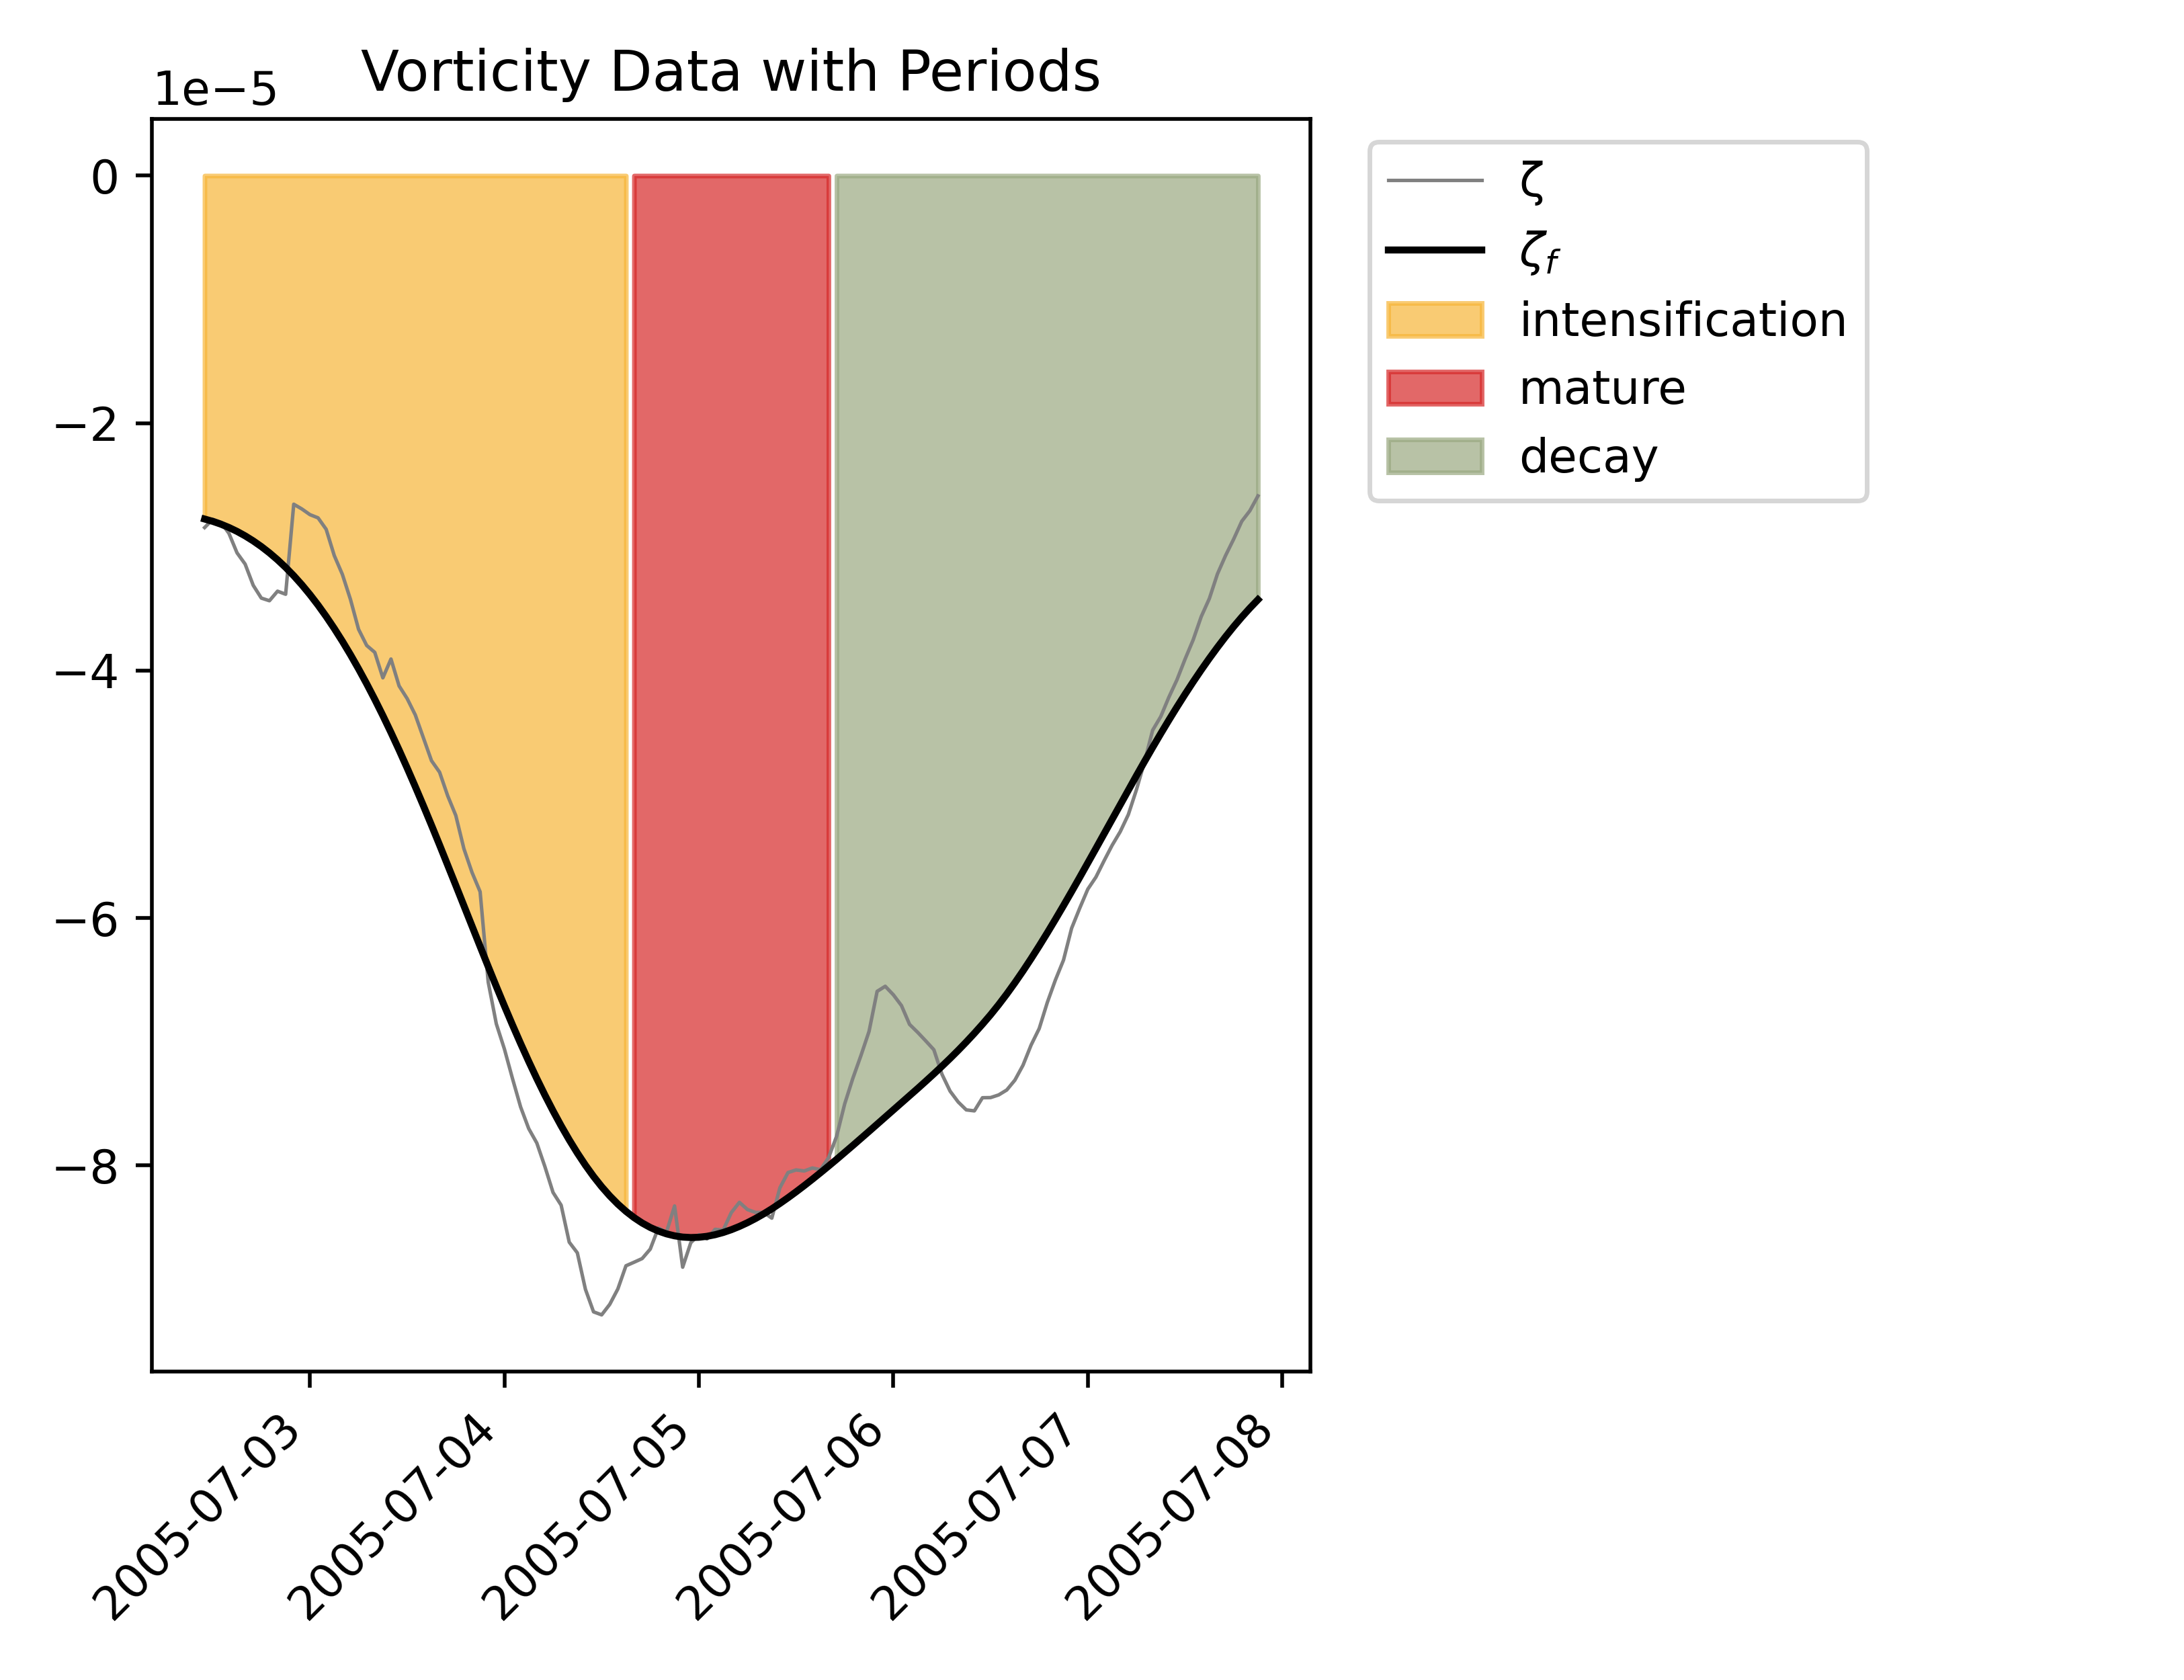 Vorticity Data with Periods
1e−5
0
−2
−4
−6
−8
2005-07-03
2005-07-04
2005-07-05
2005-07-06
2005-07-07
2005-07-08
ζ
ζf
intensification
mature
decay